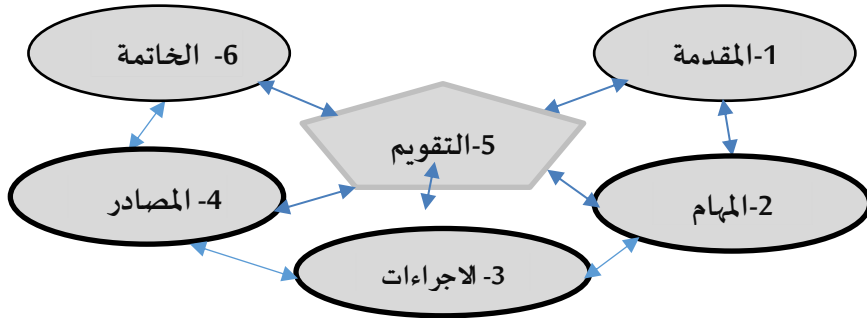 1-المقدمة
6- الخاتمة
5-التقويم
2-المهام
4- المصادر
3- الاجراءات